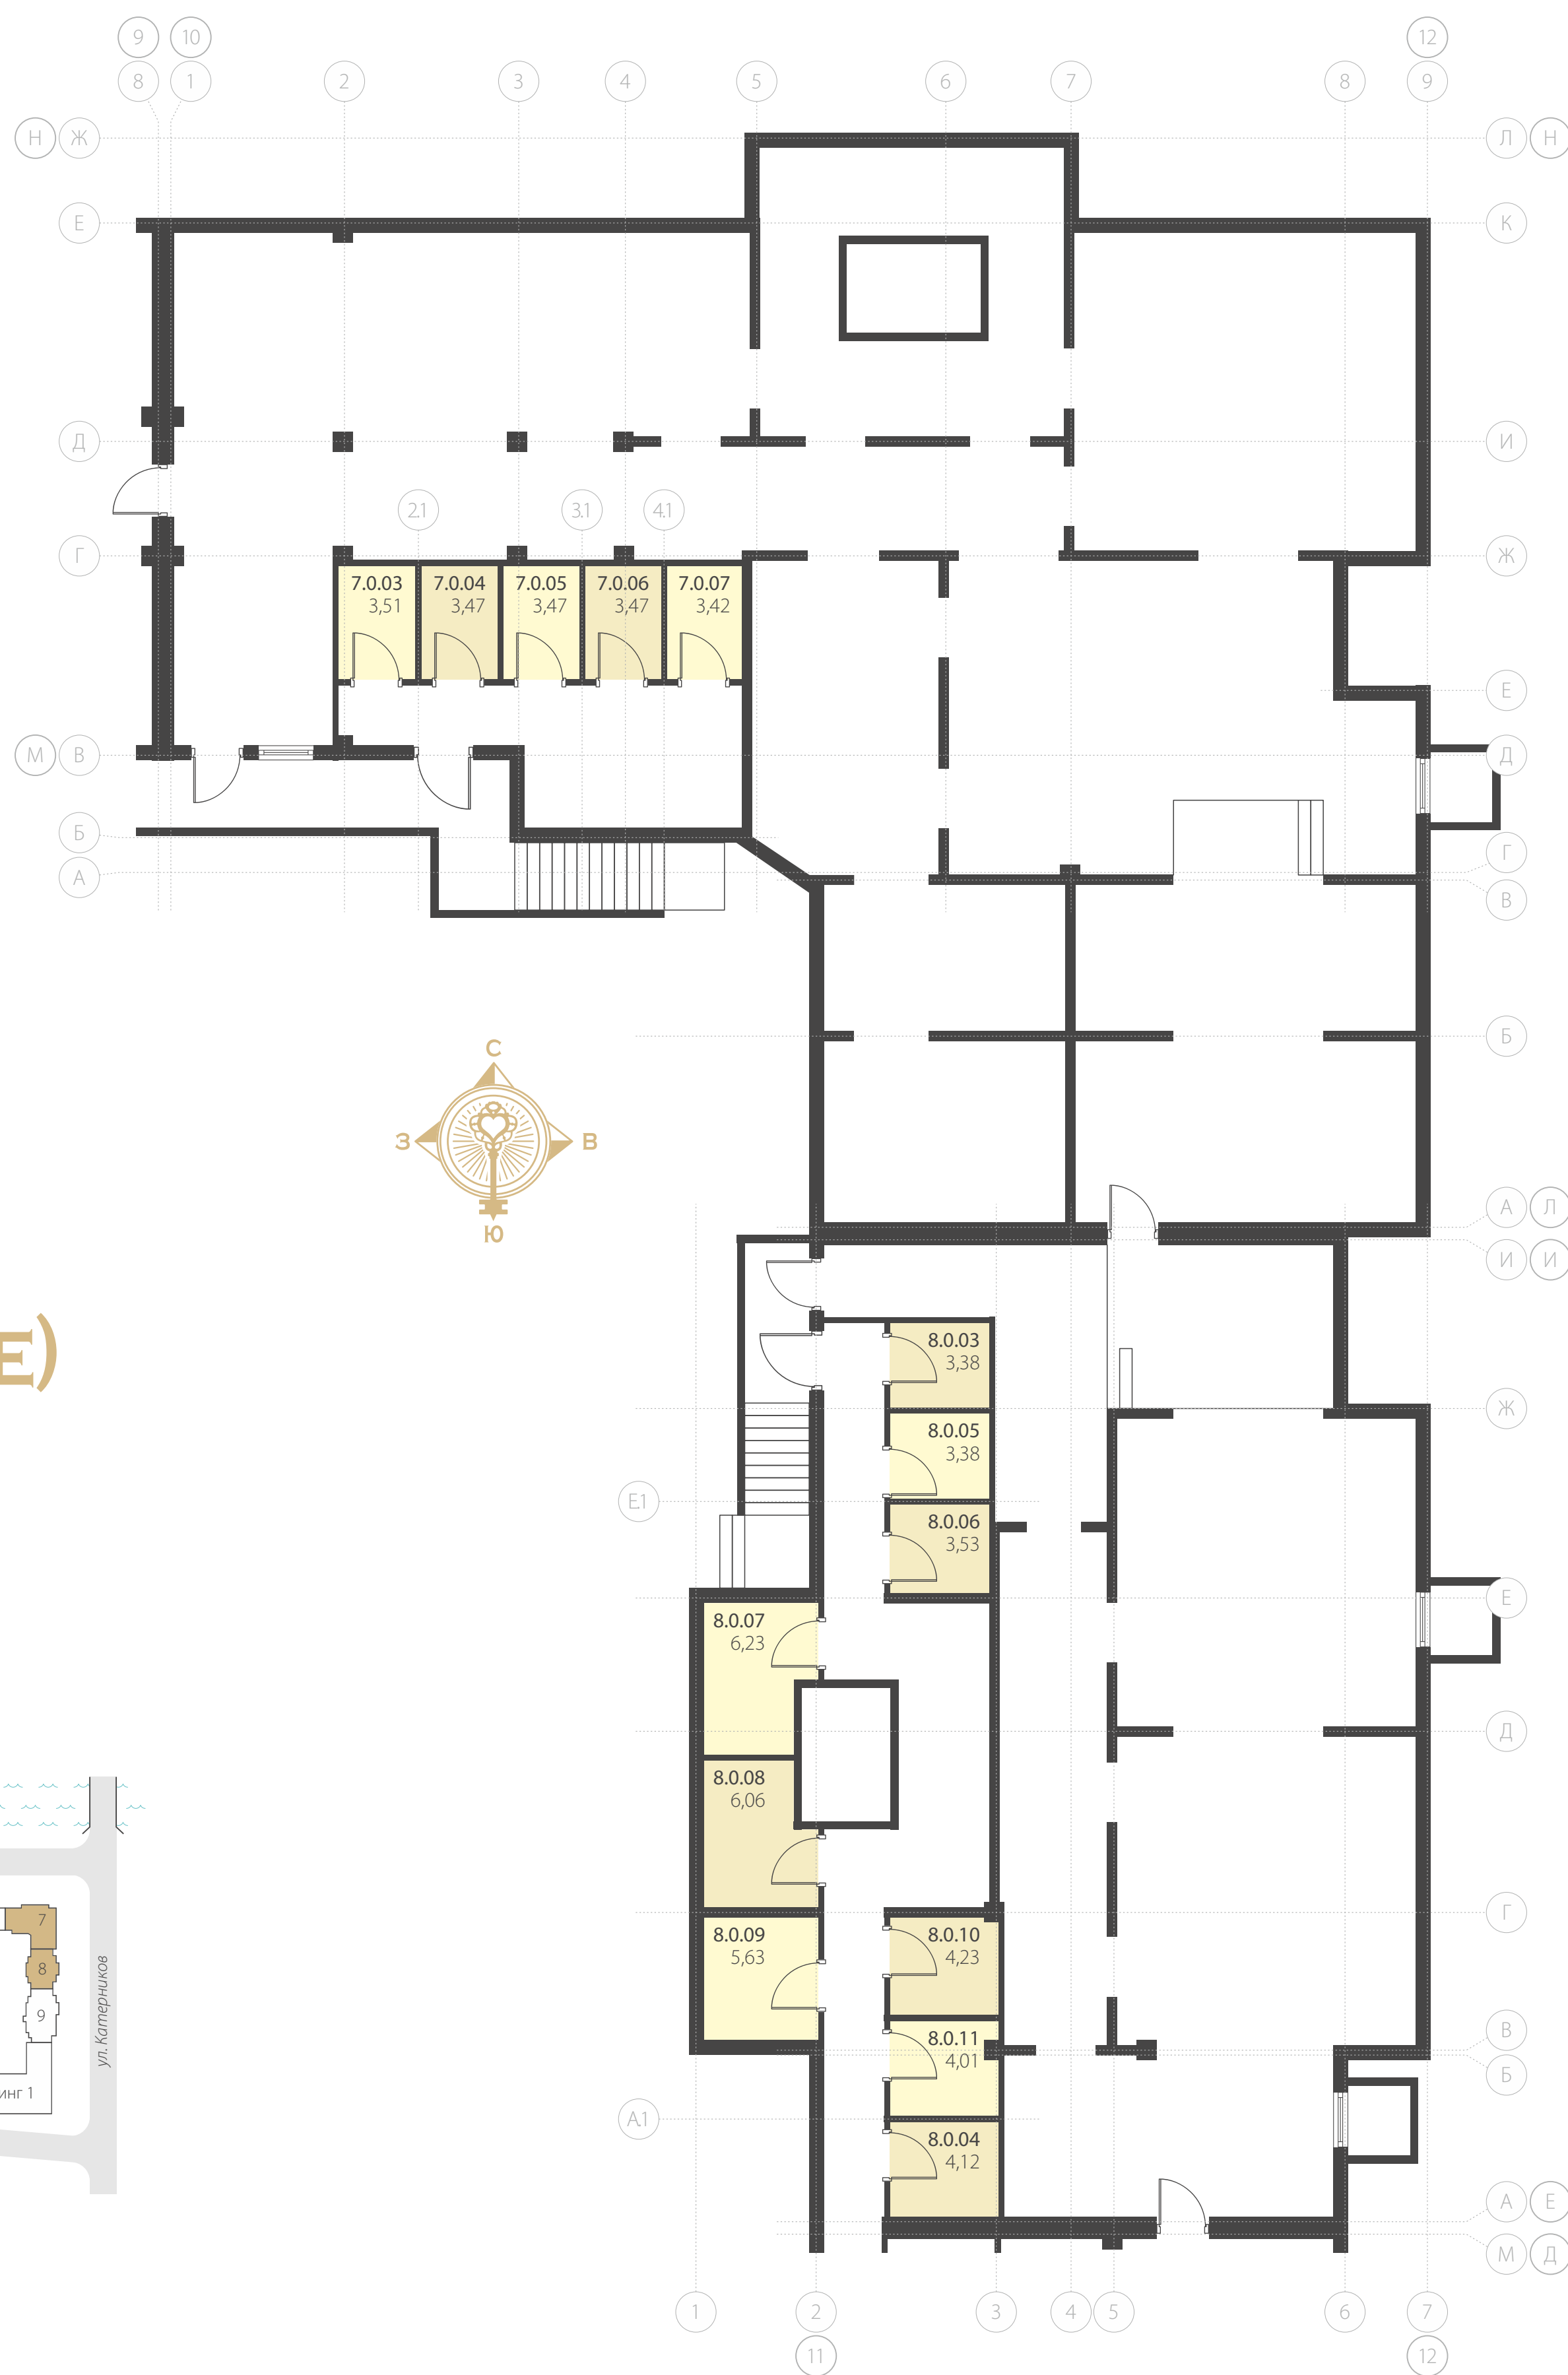 9 10 12
8 1 2 3 4 5 6 7 8 9
Н Ж Л Н
Е К
Д И
2.1 3.1 4.1
Г Ж
7.0.03 7.0.04 7.0.05 7.0.06 7.0.07
3,51 3,47 3,47 3,47 3,42
Е
М В Д
Б Г
А В
Б
С
З В
Ю
А Л
И И
Е)
8.0.03
3,38
Ж
8.0.05
3,38
Е.1
8.0.06
3,53
Е
8.0.07
6,23
Д
8.0.08
6,06
Г
7
8.0.09 8.0.10
5,63 4,23
8
9
ул. Катерников
В
8.0.11
4,01
Б
инг 1
А.1
8.0.04
4,12
А Е
М Д
1 2 3 4 5 6 7
11 12